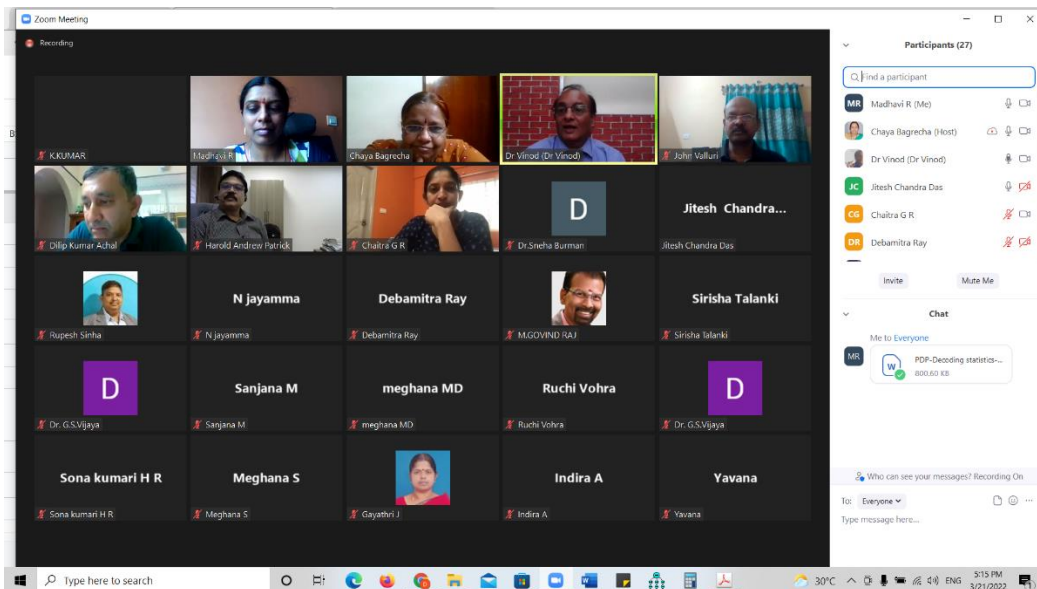 Zoom Meeting
Recording
K.KUMAR
Madhavi R
Chaya Bagrecha
Dr Vinod (Dr Vinod)
John Valluri
Dilip Kumar Achal
Harold Andrew Patrick
Chaitra G R
D
Dr.Sneha Burman
Jitesh Chandra...
Jitesh Chandra Das
Rupesh Sinha
N jayamma
N jayamma
Debamitra Ray
Debamitra Ray
M.GOVIND RAJ
Sirisha Talanki
Sirisha Talanki
D
Dr. G.S.Vijaya
Sanjana M
Sanjana M
meghana MD
meghana MD
Ruchi Vohra
Ruchi Vohra
D
Dr. G.S.Vijaya
Sona kumari H R
Sona kumari H R
Meghana S
Meghana S
Gayathri J
Indira A
Indira A
Yavana
Yavana
Participants (27)
Find a participant
MR Madhavi R (Me)
Chaya Bagrecha (Host)
Dr Vinod (Dr Vinod)
JC Jitesh Chandra Das
CG Chaitra G R
DR Debamitra Ray
Invite Mute Me
Chat
Me to Everyone
MR
W
PDP-Decoding statistics-...
800.60 KB
Who can see your messages? Recording On
To: Everyone
Type message here...
Type here to search
30°C ENG 5:15 PM
3/21/2022